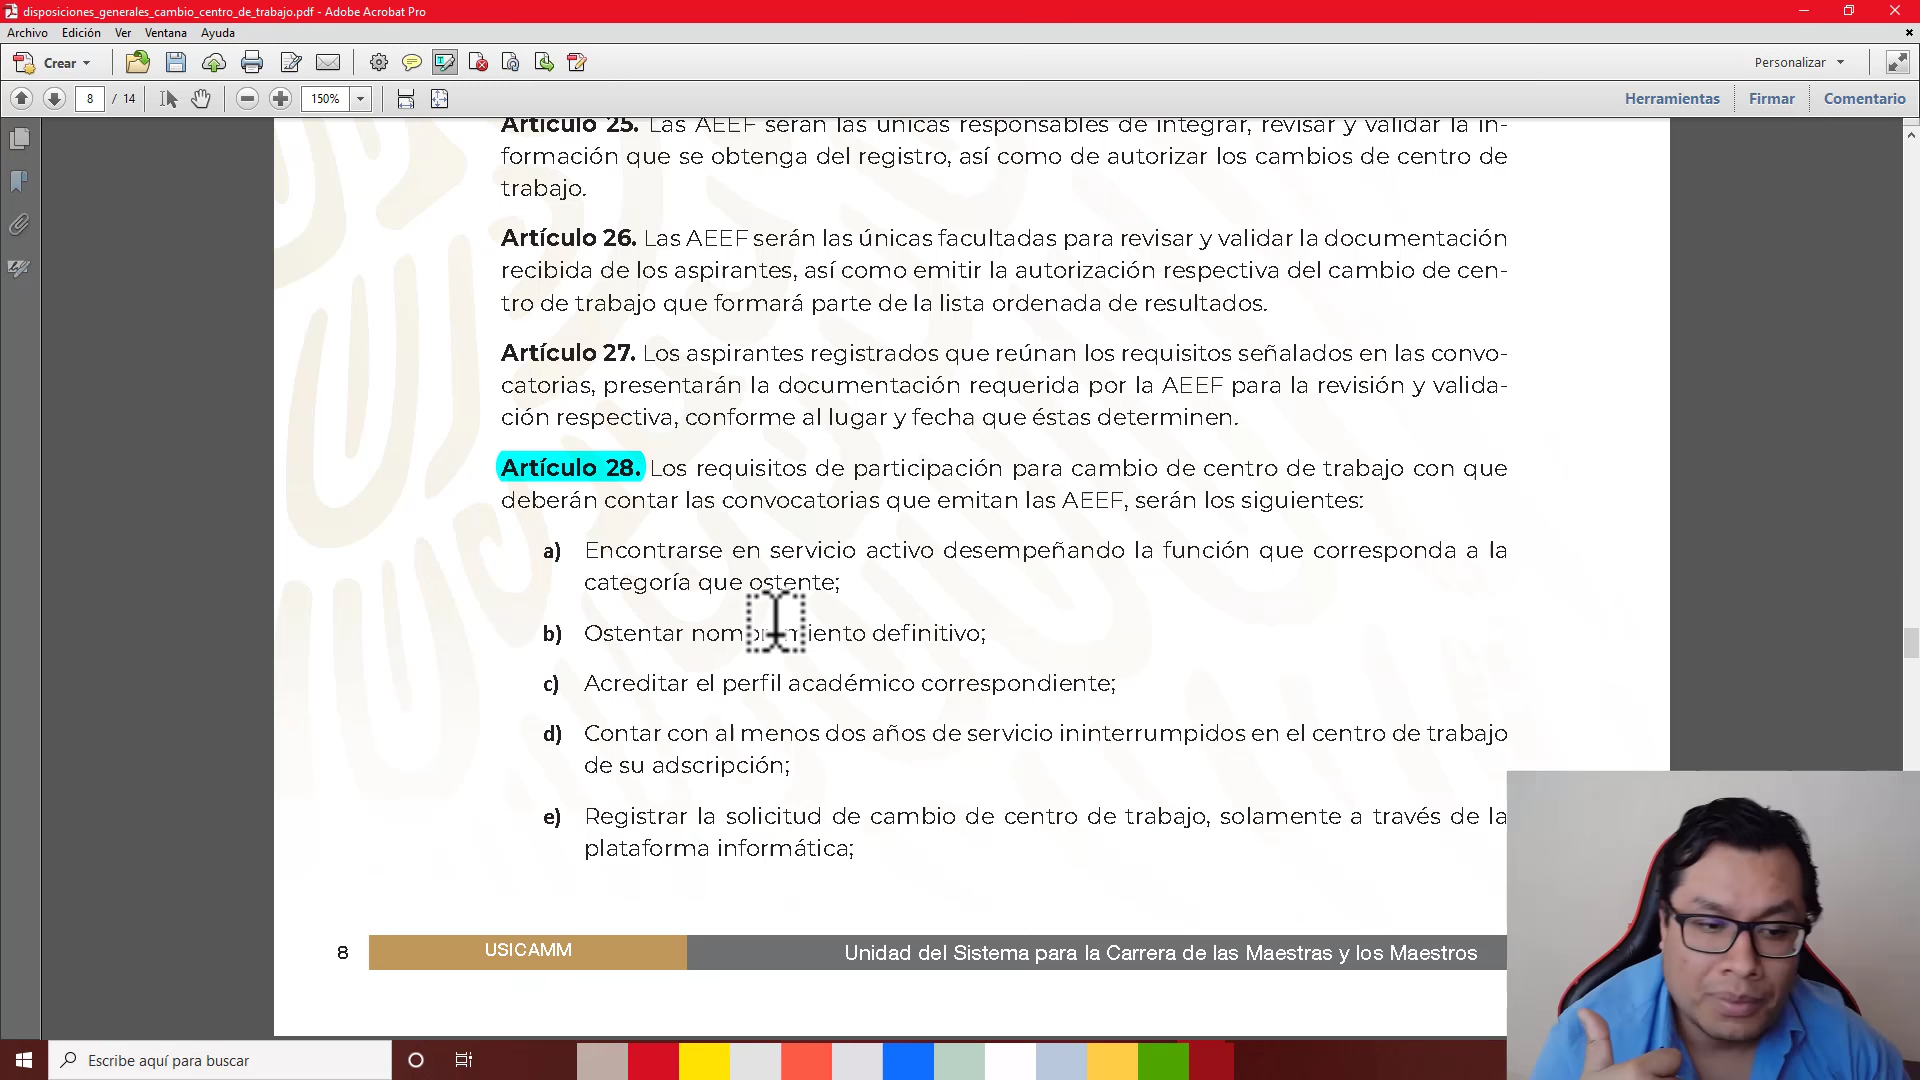 disposiciones_generales_cambio_centro_de_trabajo.pdf - Adobe Acrobat Pro
Archivo Edición Ver Ventana Ayuda
Crear Personalizar
8 / 14 150% Herramientas Firmar Comentario
Artículo 25. Las AEEF serán las únicas responsables de integrar, revisar y validar la in-
formación que se obtenga del registro, así como de autorizar los cambios de centro de
trabajo.
Artículo 26. Las AEEF serán las únicas facultadas para revisar y validar la documentación
recibida de los aspirantes, así como emitir la autorización respectiva del cambio de cen-
tro de trabajo que formará parte de la lista ordenada de resultados.
Artículo 27. Los aspirantes registrados que reúnan los requisitos señalados en las convo-
catorias, presentarán la documentación requerida por la AEEF para la revisión y valida-
ción respectiva, conforme al lugar y fecha que éstas determinen.
Artículo 28. Los requisitos de participación para cambio de centro de trabajo con que
deberán contar las convocatorias que emitan las AEEF, serán los siguientes:
a) Encontrarse en servicio activo desempeñando la función que corresponda a la
categoría que ostente;
b) Ostentar nombramiento definitivo;
c) Acreditar el perfil académico correspondiente;
d) Contar con al menos dos años de servicio ininterrumpidos en el centro de trabajo
de su adscripción;
e) Registrar la solicitud de cambio de centro de trabajo, solamente a través de la
plataforma informática;
8 USICAMM Unidad del Sistema para la Carrera de las Maestras y los Maestros
Escribe aquí para buscar